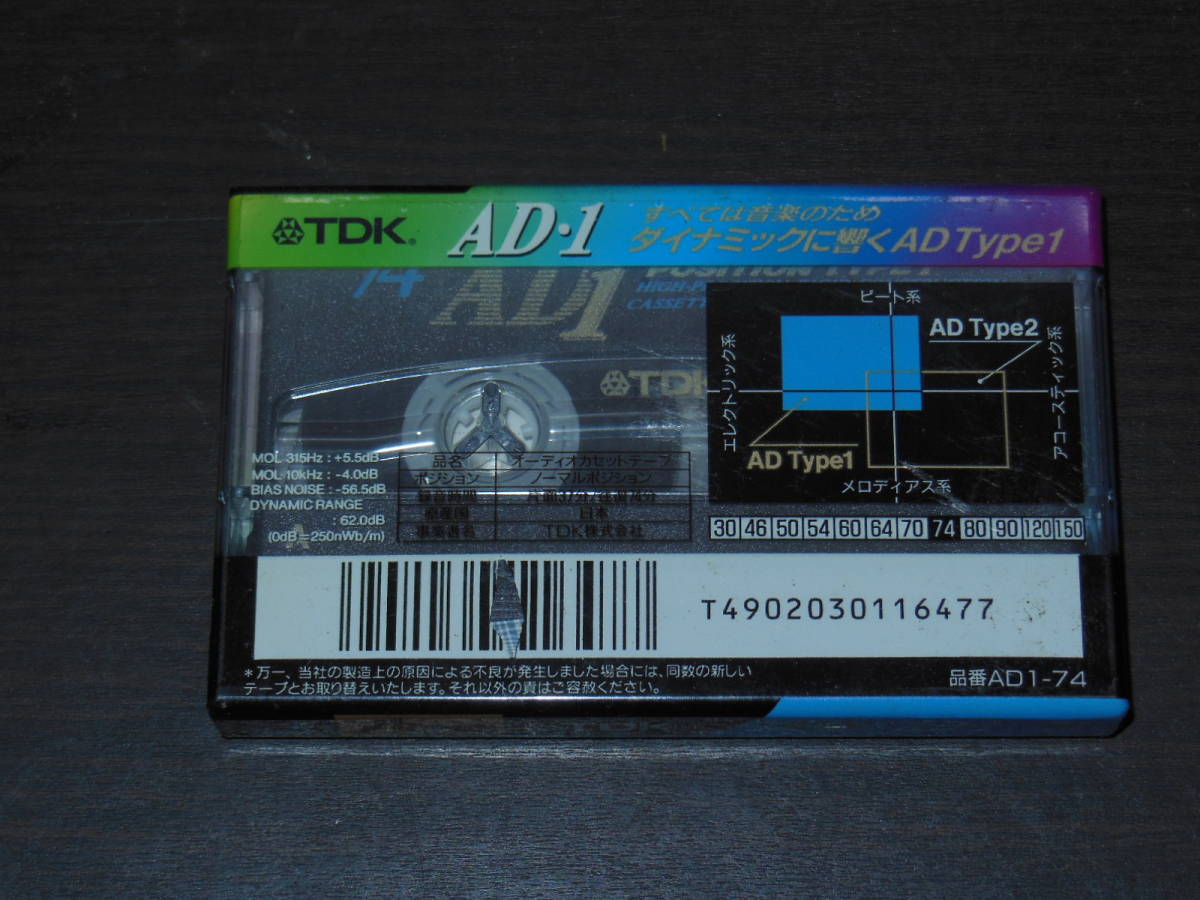 TDK®
AD・1
すべては音楽のため
ダイナミックに響くAD Type1
74
AD1
POSITION TYPE I
CASSETT
TDK
ビート系
エレクトリック系
アコースティック系
メロディアス系
AD Type2
AD Type1
MOL 315Hz : +5.5dB
MOL 10kHz : -4.0dB
BIAS NOISE : -56.5dB
DYNAMIC RANGE
: 62.0dB
(0dB=250nWb/m)
A
品名 オーディオカセットテープ
ポジション ノーマルポジション
録音時間
原産国 日本
事業者名 TDK株式会社
30 46 50 54 60 64 70 74 80 90 120 150
T4902030116477
*万一、当社の製造上の原因による不良が発生しました場合には、同数の新しい
テープとお取り替えいたします。それ以外の責はご容赦ください。
品番AD1-74